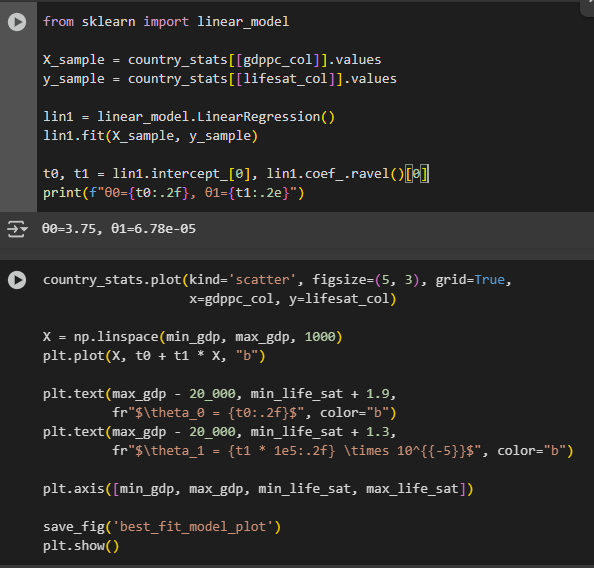 from sklearn import linear_model

X_sample = country_stats[[gdppc_col]].values
y_sample = country_stats[[lifesat_col]].values

lin1 = linear_model.LinearRegression()
lin1.fit(X_sample, y_sample)

t0, t1 = lin1.intercept_[0], lin1.coef_.ravel()[0]
print(f"θ0={t0:.2f}, θ1={t1:.2e}")

θ0=3.75, θ1=6.78e-05

country_stats.plot(kind='scatter', figsize=(5, 3), grid=True,
                   x=gdppc_col, y=lifesat_col)

X = np.linspace(min_gdp, max_gdp, 1000)
plt.plot(X, t0 + t1 * X, "b")

plt.text(max_gdp - 20_000, min_life_sat + 1.9,
         fr"$\theta_0 = {t0:.2f}$", color="b")
plt.text(max_gdp - 20_000, min_life_sat + 1.3,
         fr"$\theta_1 = {t1 * 1e5:.2f} \times 10^{{-5}}$", color="b")

plt.axis([min_gdp, max_gdp, min_life_sat, max_life_sat])

save_fig('best_fit_model_plot')
plt.show()